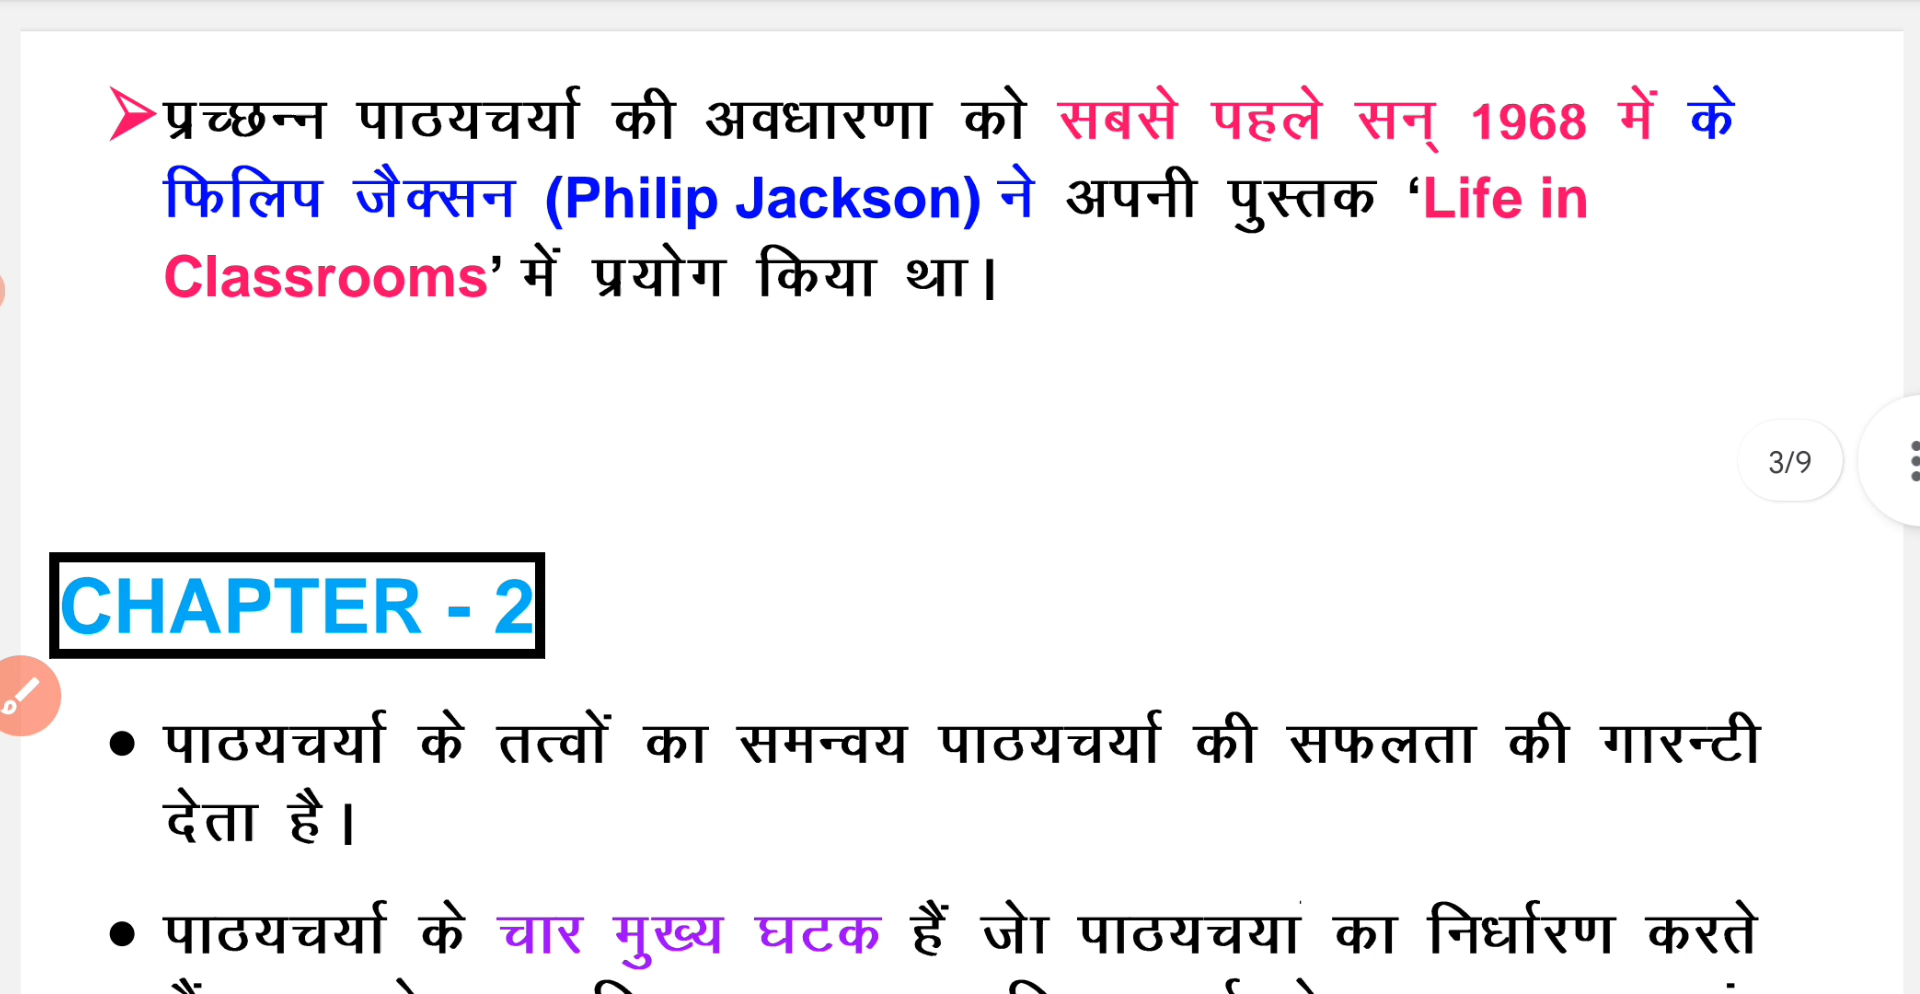 प्रच्छन्न पाठयचर्या की अवधारणा को सबसे पहले सन् 1968 में के
फिलिप जैक्सन (Philip Jackson) ने अपनी पुस्तक ‘Life in
Classrooms’ में प्रयोग किया था।
3/9
CHAPTER - 2
• पाठयचर्या के तत्वों का समन्वय पाठयचर्या की सफलता की गारन्टी
देता है।
• पाठयचर्या के चार मुख्य घटक हैं जो पाठयचया का निर्धारण करते